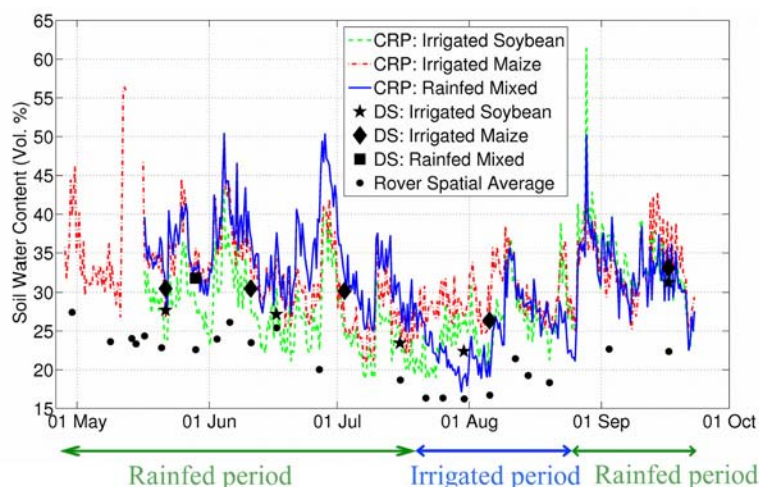 65
60
55
50
45
40
35
30
25
20
15
Soil Water Content (Vol. %)
CRP: Irrigated Soybean
CRP: Irrigated Maize
CRP: Rainfed Mixed
DS: Irrigated Soybean
DS: Irrigated Maize
DS: Rainfed Mixed
Rover Spatial Average
01 May 01 Jun 01 Jul 01 Aug 01 Sep 01 Oct
Rainfed period Irrigated period Rainfed period